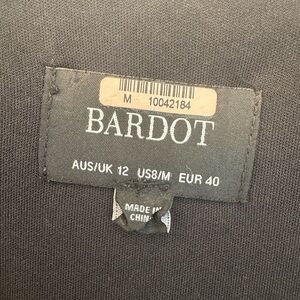 M 10042184
BARDOT
AUS/UK 12 US8/M EUR 40
MADE IN
CHINA